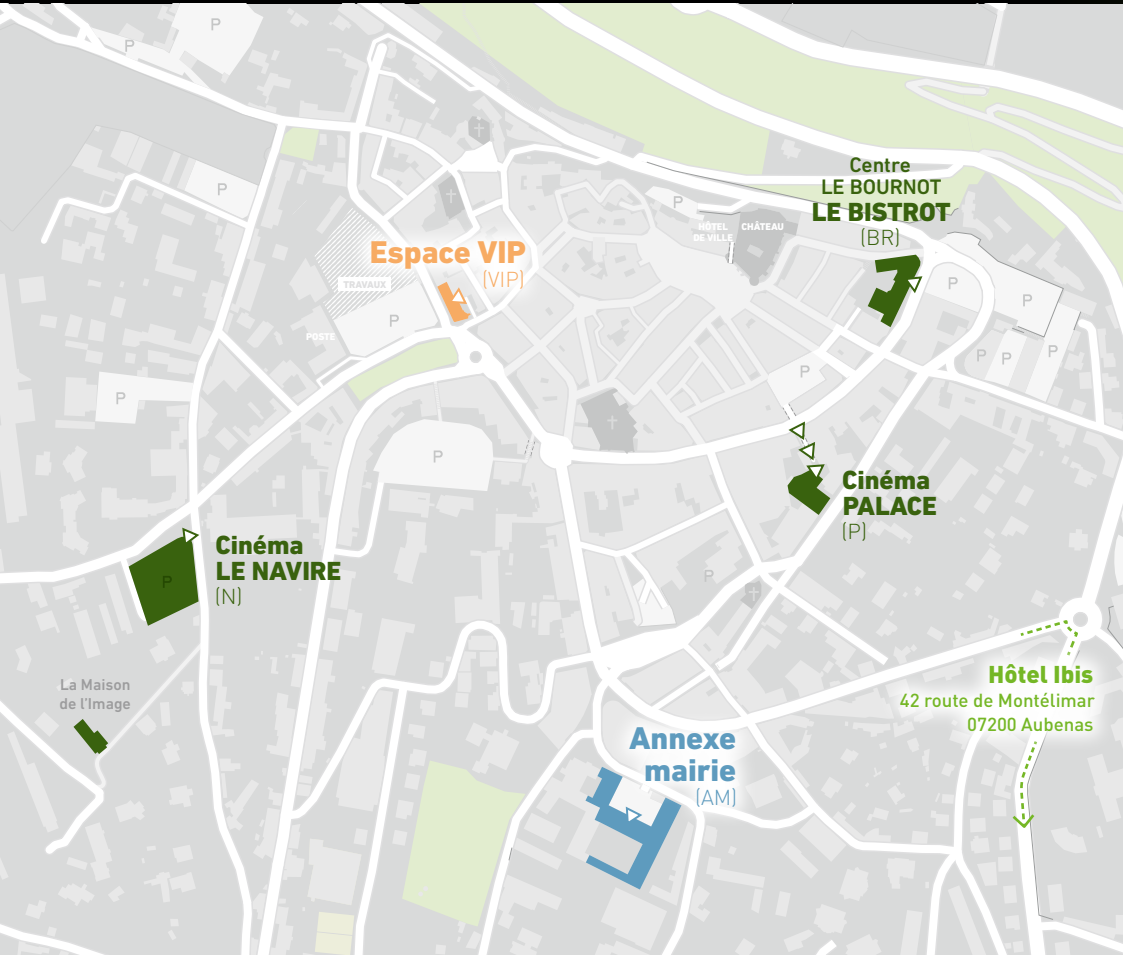 P
P
Centre
LE BOURNOT
LE BISTROT
(BR)
P
P
HÔTEL
DE VILLE
CHÂTEAU
Espace VIP
(VIP)
TRAVAUX
P
P
P
POSTE
P
P
P
P
P
P
Cinéma
PALACE
(P)
Cinéma
LE NAVIRE
(N)
P
P
La Maison
de l'Image
Hôtel Ibis
42 route de Montélimar
07200 Aubenas
Annexe
mairie
(AM)